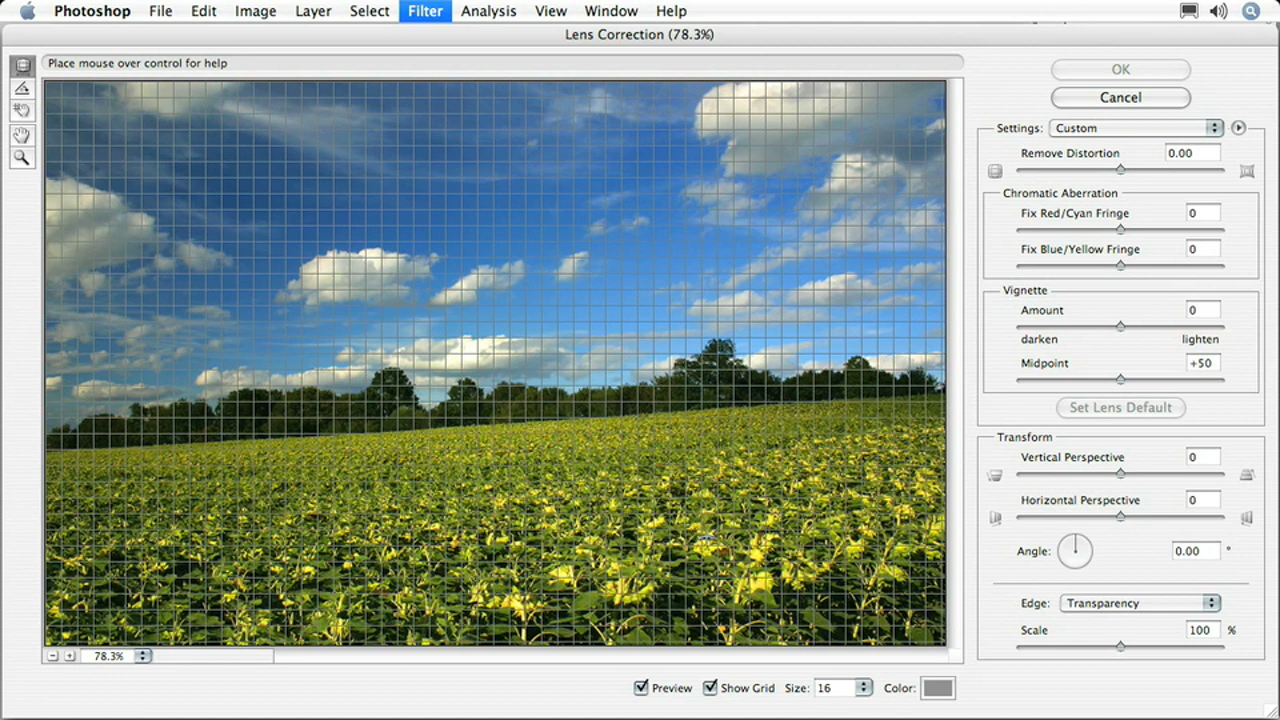 Photoshop File Edit Image Layer Select Filter Analysis View Window Help
Lens Correction (78.3%)
Place mouse over control for help
OK
Cancel
Settings: Custom
Remove Distortion 0.00
Chromatic Aberration
Fix Red/Cyan Fringe 0
Fix Blue/Yellow Fringe 0
Vignette
Amount 0
darken lighten
Midpoint +50
Set Lens Default
Transform
Vertical Perspective 0
Horizontal Perspective 0
Angle: 0.00 °
Edge: Transparency
Scale 100 %
78.3%
Preview Show Grid Size: 16 Color: